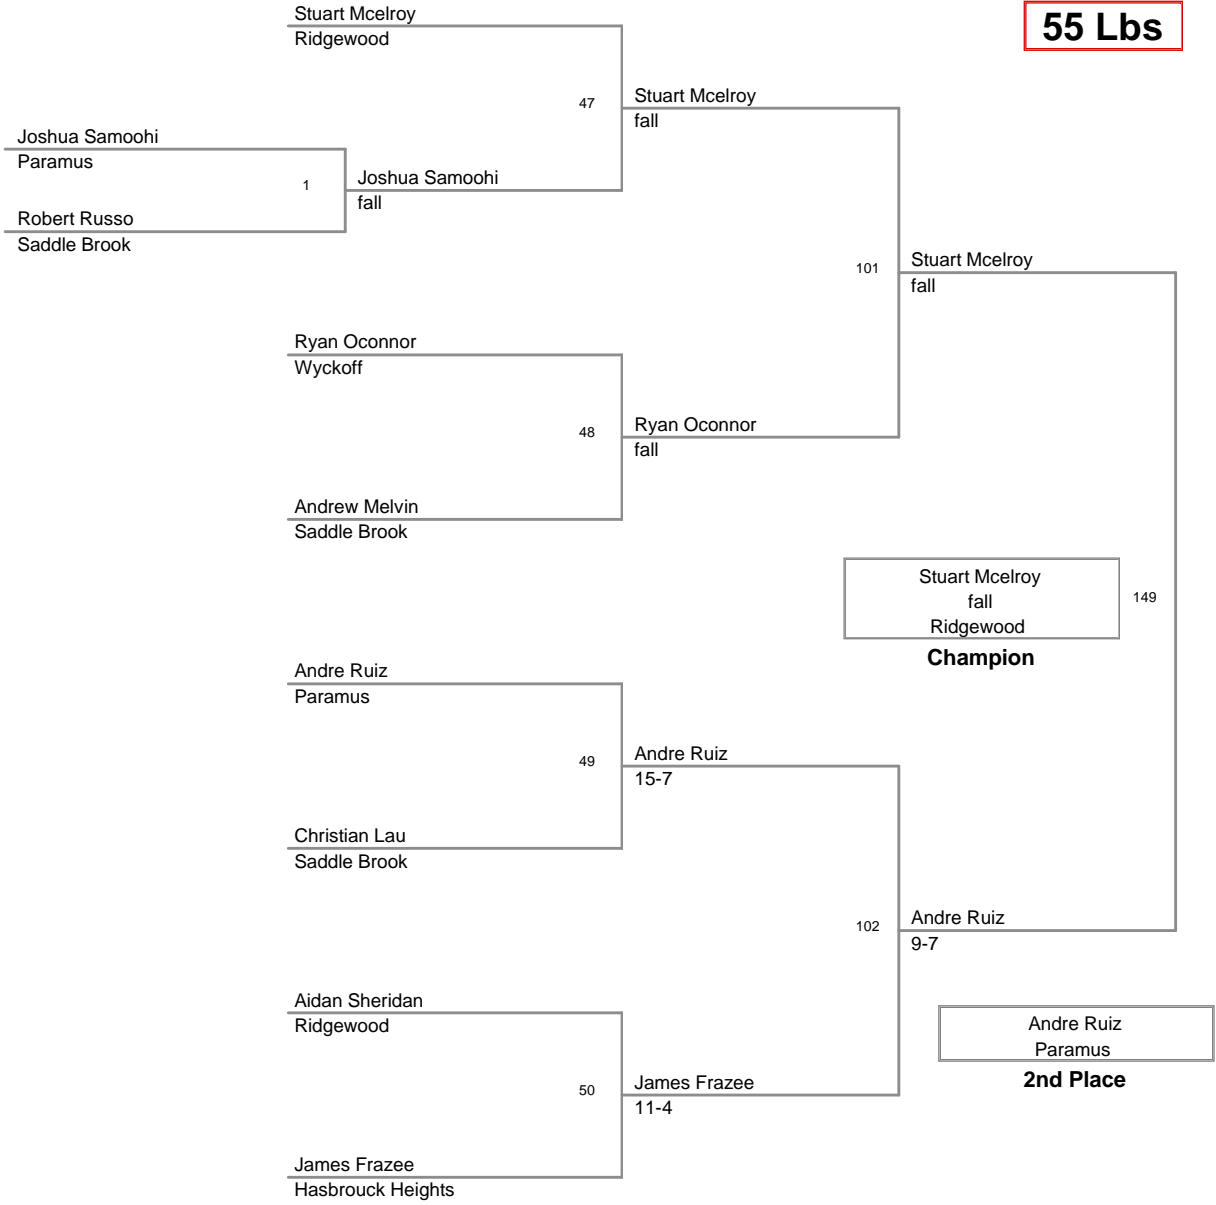 Stuart Mcelroy
Ridgewood
55 Lbs
47
Stuart Mcelroy
fall
Joshua Samoohi
Paramus
1
Joshua Samoohi
fall
Robert Russo
Saddle Brook
101
Stuart Mcelroy
fall
Ryan Oconnor
Wyckoff
48
Ryan Oconnor
fall
Andrew Melvin
Saddle Brook
Stuart Mcelroy
fall
Ridgewood
149
Champion
Andre Ruiz
Paramus
49
Andre Ruiz
15-7
Christian Lau
Saddle Brook
102
Andre Ruiz
9-7
Aidan Sheridan
Ridgewood
Andre Ruiz
Paramus
2nd Place
50
James Frazee
11-4
James Frazee
Hasbrouck Heights